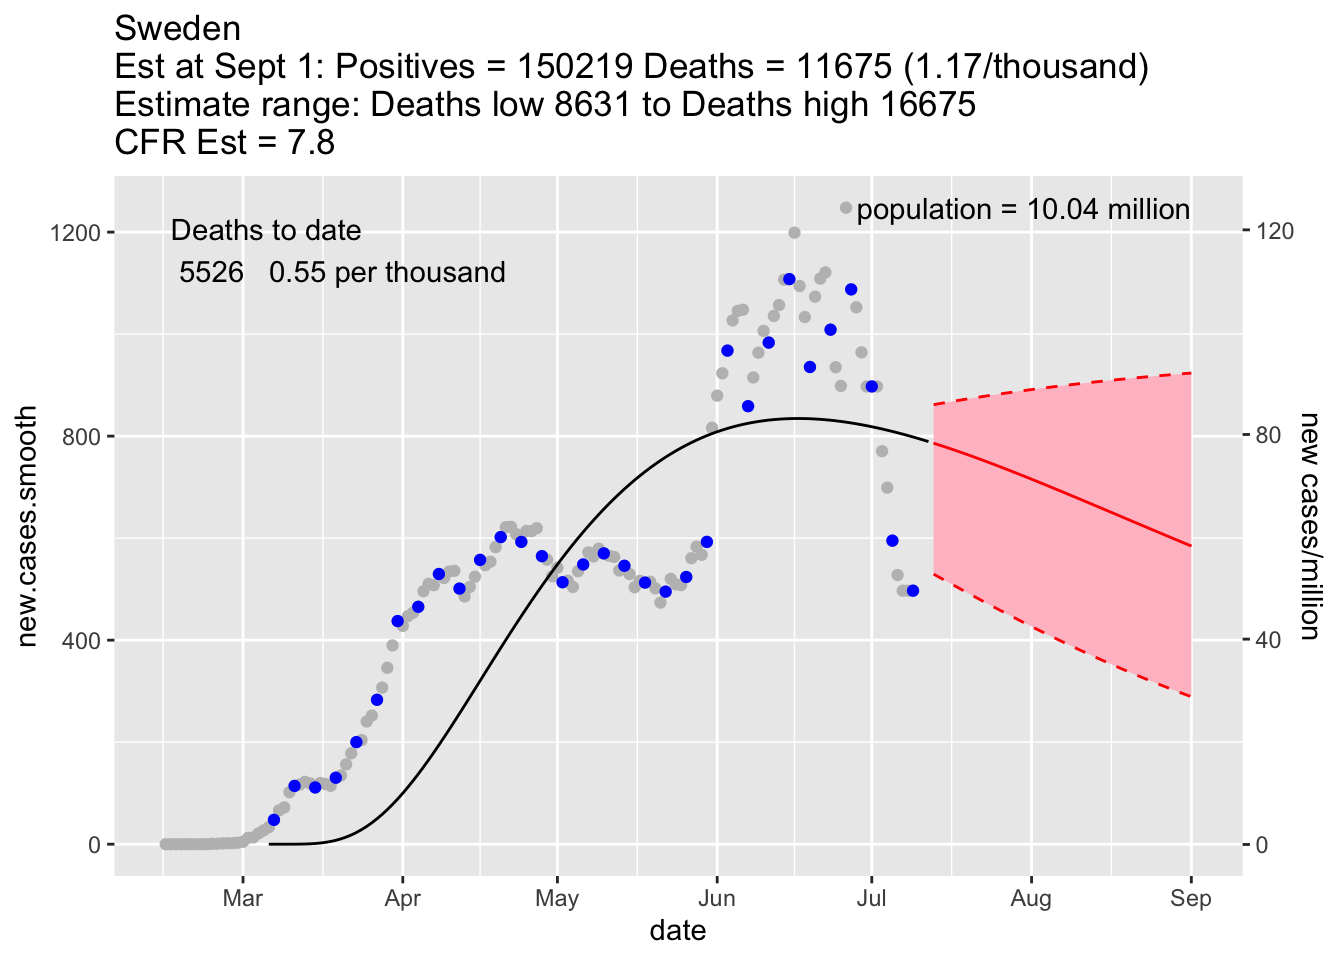 Sweden
Est at Sept 1: Positives = 150219 Deaths = 11675 (1.17/thousand)
Estimate range: Deaths low 8631 to Deaths high 16675
CFR Est = 7.8
population = 10.04 million
Deaths to date
5526 0.55 per thousand
new.cases.smooth
1200
800
400
0
120
80
40
0
new cases/million
Mar Apr May Jun Jul Aug Sep
date